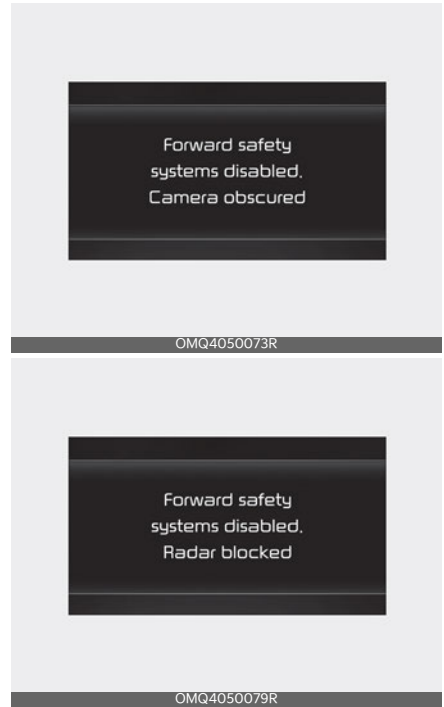 Forward safety
systems disabled.
Camera obscured
OMQ4050073R
Forward safety
systems disabled.
Radar blocked
OMQ4050079R